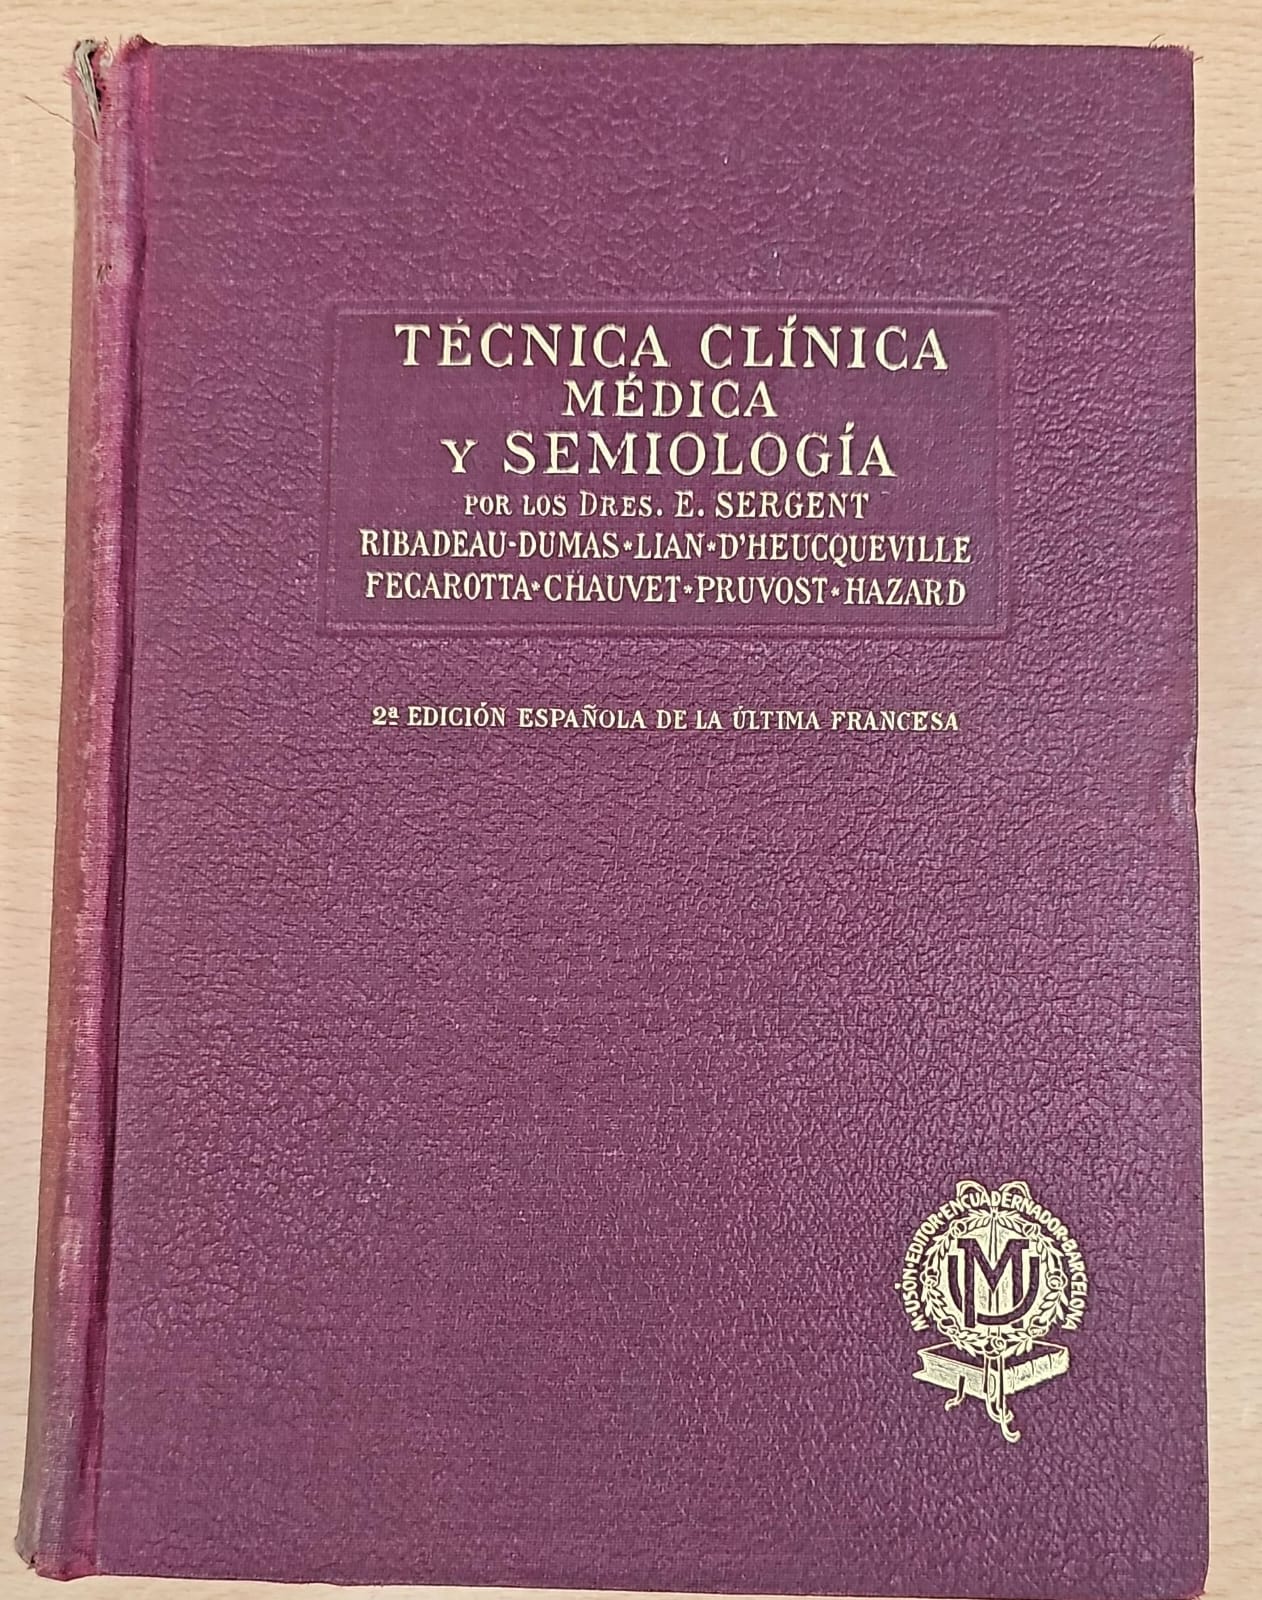 TÉCNICA CLÍNICA
MÉDICA
Y SEMIOLOGÍA
POR LOS DRES. E. SERGENT
RIBADEAU-DUMAS*LIAN*D'HEUCQUEVILLE
FECAROTTA*CHAUVET*PRUVOST*HAZARD
2ª EDICIÓN ESPAÑOLA DE LA ÚLTIMA FRANCESA
M·USÓN·EDITOR·ENCUADERNADOR·BARCELONA
MU